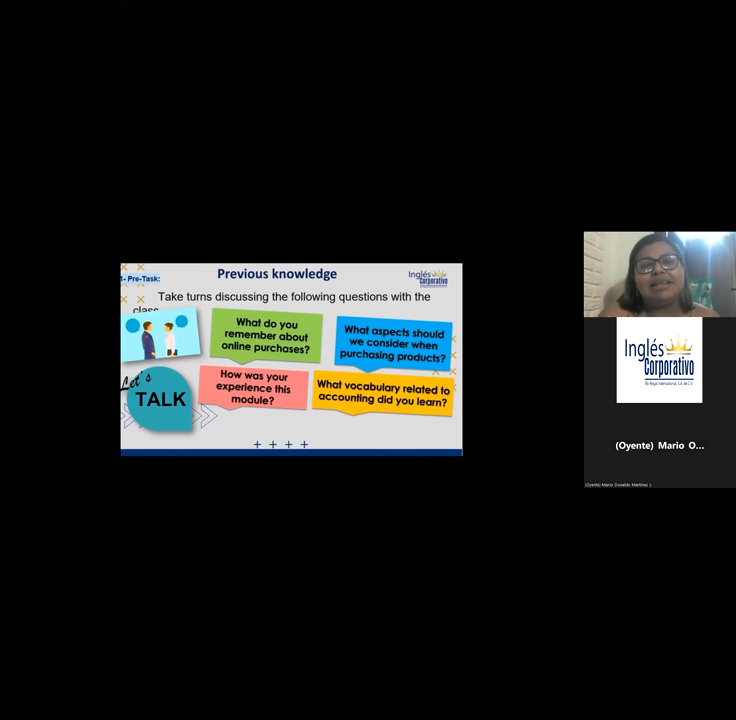 1- Pre-Task:
Previous knowledge
Inglés
Corporativo
Take turns discussing the following questions with the
class
What do you
remember about
online purchases?
What aspects should
we consider when
purchasing products?
Let's
TALK
How was your
experience this
module?
What vocabulary related to
accounting did you learn?
Inglés
Corporativo
By Regal International, S.A. de C.V.
(Oyente) Mario O...
(Oyente) Mario Oswaldo Martínez (